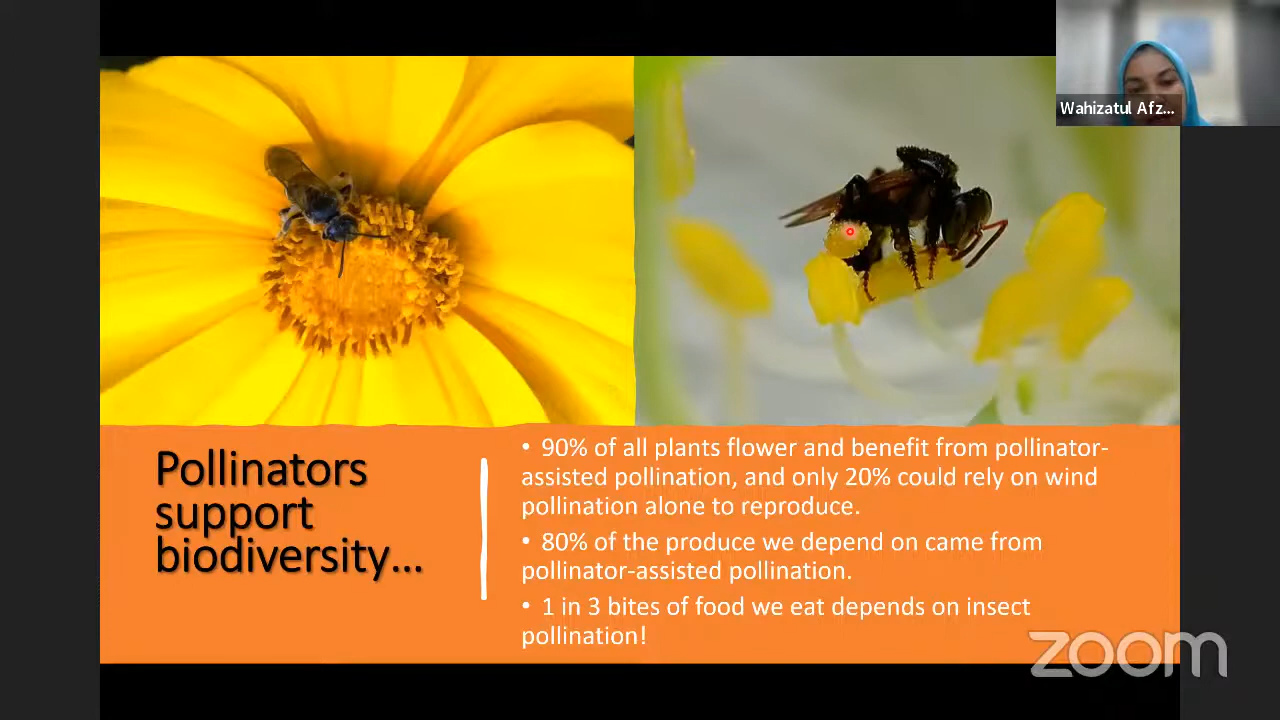 Wahizatul Afz...
Pollinators
support
biodiversity...
• 90% of all plants flower and benefit from pollinator-
assisted pollination, and only 20% could rely on wind
pollination alone to reproduce.
• 80% of the produce we depend on came from
pollinator-assisted pollination.
• 1 in 3 bites of food we eat depends on insect
pollination!
zoom